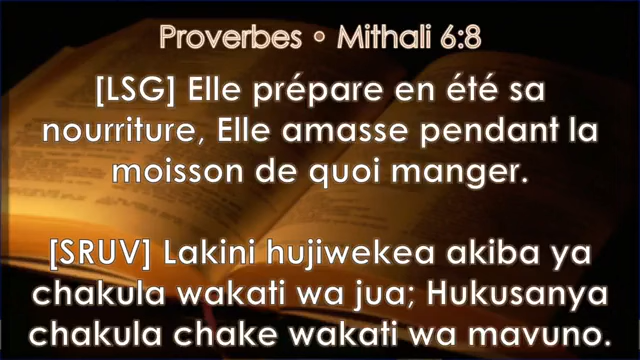 Proverbes • Mithali 6:8
[LSG] Elle prépare en été sa
nourriture, Elle amasse pendant la
moisson de quoi manger.
[SRUV] Lakini hujiwekea akiba ya
chakula wakati wa jua; Hukusanya
chakula chake wakati wa mavuno.